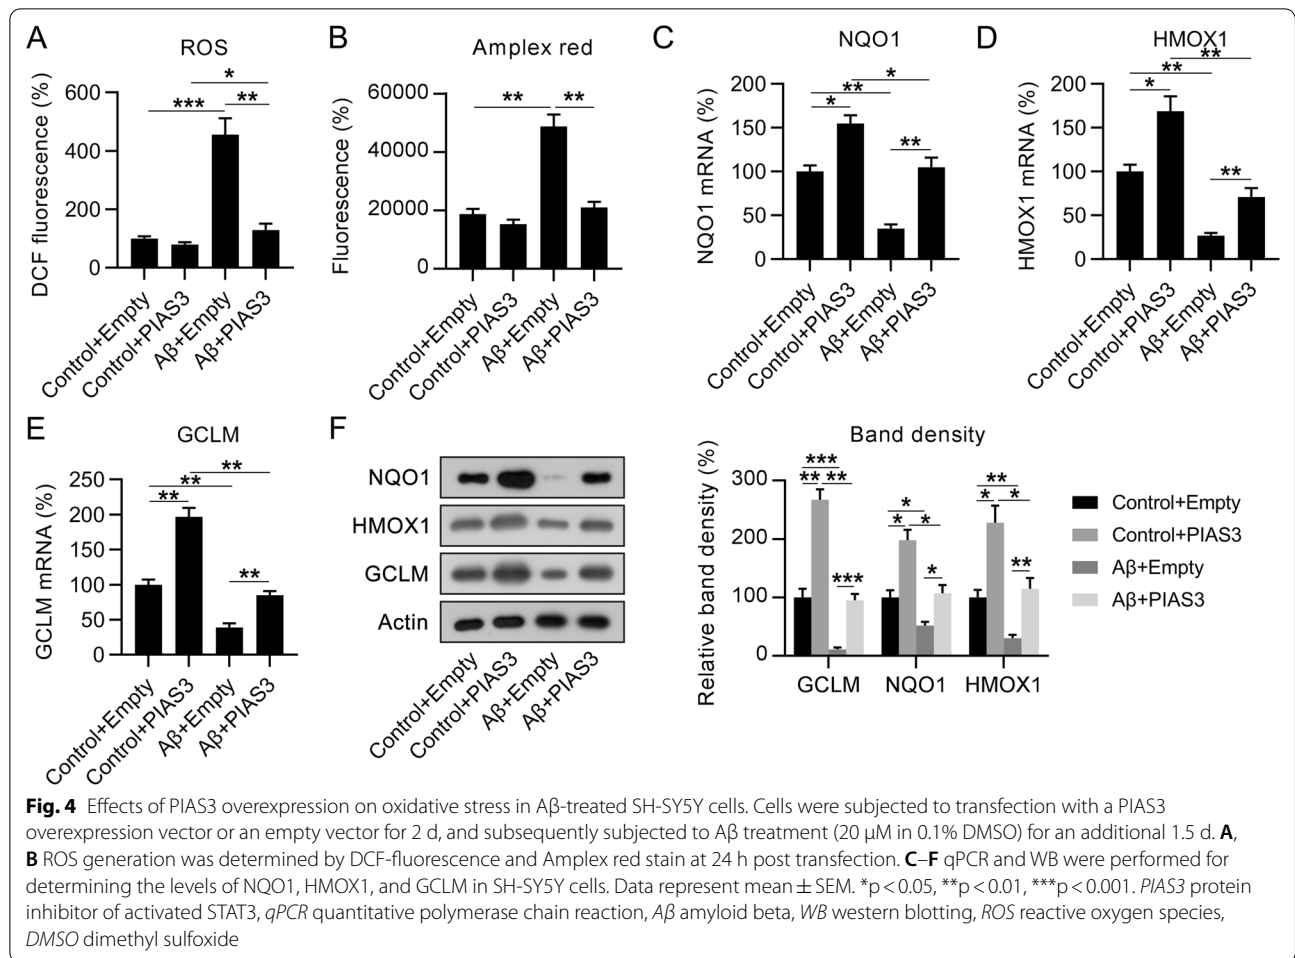 A
ROS
DCF fluorescence (%)
600
400
200
0
***
*
**
Control+Empty
Control+PIAS3
Aβ+Empty
Aβ+PIAS3
B
Amplex red
Fluorescence (%)
60000
40000
20000
0
**
**
Control+Empty
Control+PIAS3
Aβ+Empty
Aβ+PIAS3
C
NQO1
NQO1 mRNA (%)
200
150
100
50
0
*
**
*
**
Control+Empty
Control+PIAS3
Aβ+Empty
Aβ+PIAS3
D
HMOX1
HMOX1 mRNA (%)
200
150
100
50
0
**
**
*
**
Control+Empty
Control+PIAS3
Aβ+Empty
Aβ+PIAS3
E
GCLM
GCLM mRNA (%)
250
200
150
100
50
0
**
**
**
**
Control+Empty
Control+PIAS3
Aβ+Empty
Aβ+PIAS3
F
NQO1
HMOX1
GCLM
Actin
Control+Empty
Control+PIAS3
Aβ+Empty
Aβ+PIAS3
Band density
Relative band density (%)
300
200
100
0
***
** **
***
*
* *
*
**
* *
**
GCLM NQO1 HMOX1
Control+Empty
Control+PIAS3
Aβ+Empty
Aβ+PIAS3
Fig. 4 Effects of PIAS3 overexpression on oxidative stress in Aβ-treated SH-SY5Y cells. Cells were subjected to transfection with a PIAS3
overexpression vector or an empty vector for 2 d, and subsequently subjected to Aβ treatment (20 μM in 0.1% DMSO) for an additional 1.5 d. A,
B ROS generation was determined by DCF-fluorescence and Amplex red stain at 24 h post transfection. C–F qPCR and WB were performed for
determining the levels of NQO1, HMOX1, and GCLM in SH-SY5Y cells. Data represent mean ± SEM. *p < 0.05, **p < 0.01, ***p < 0.001. PIAS3 protein
inhibitor of activated STAT3, qPCR quantitative polymerase chain reaction, Aβ amyloid beta, WB western blotting, ROS reactive oxygen species,
DMSO dimethyl sulfoxide